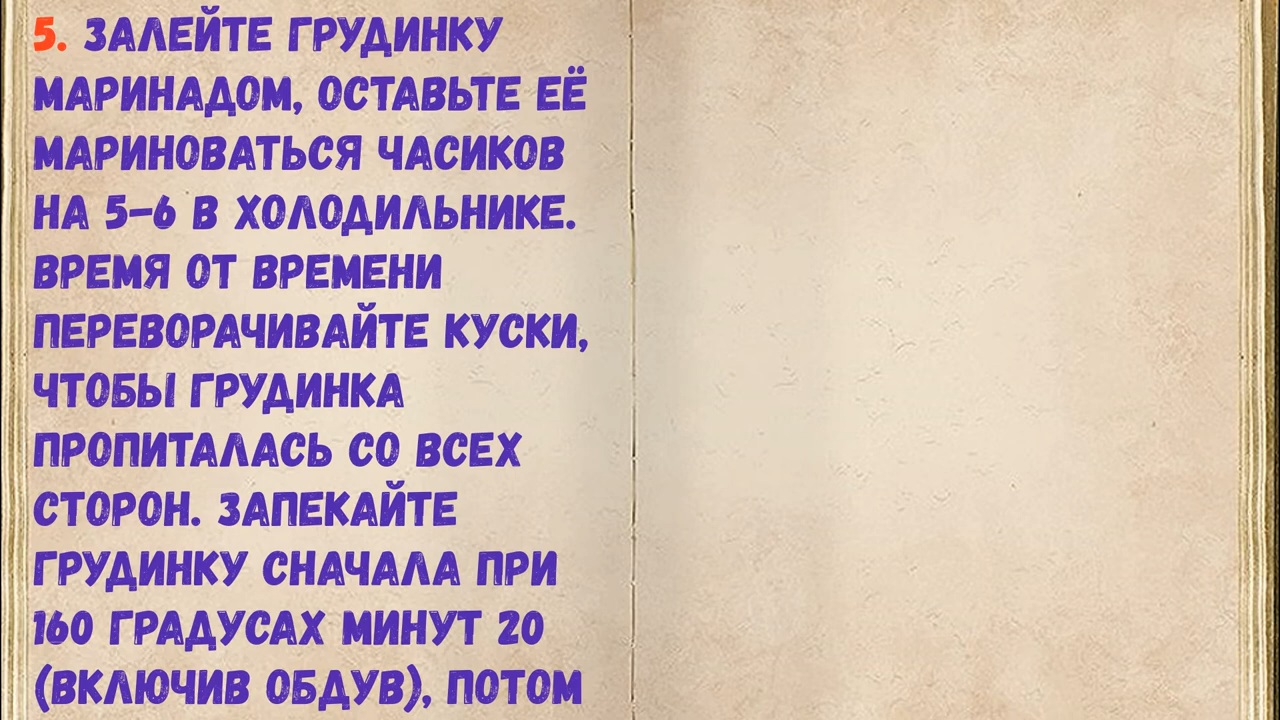 5. ЗАЛЕЙТЕ ГРУДИНКУ
МАРИНАДОМ, ОСТАВЬТЕ ЕЁ
МАРИНОВАТЬСЯ ЧАСИКОВ
НА 5-6 В ХОЛОДИЛЬНИКЕ.
ВРЕМЯ ОТ ВРЕМЕНИ
ПЕРЕВОРАЧИВАЙТЕ КУСКИ,
ЧТОБЫ ГРУДИНКА
ПРОПИТАЛАСЬ СО ВСЕХ
СТОРОН. ЗАПЕКАЙТЕ
ГРУДИНКУ СНАЧАЛА ПРИ
160 ГРАДУСАХ МИНУТ 20
(ВКЛЮЧИВ ОБДУВ), ПОТОМ